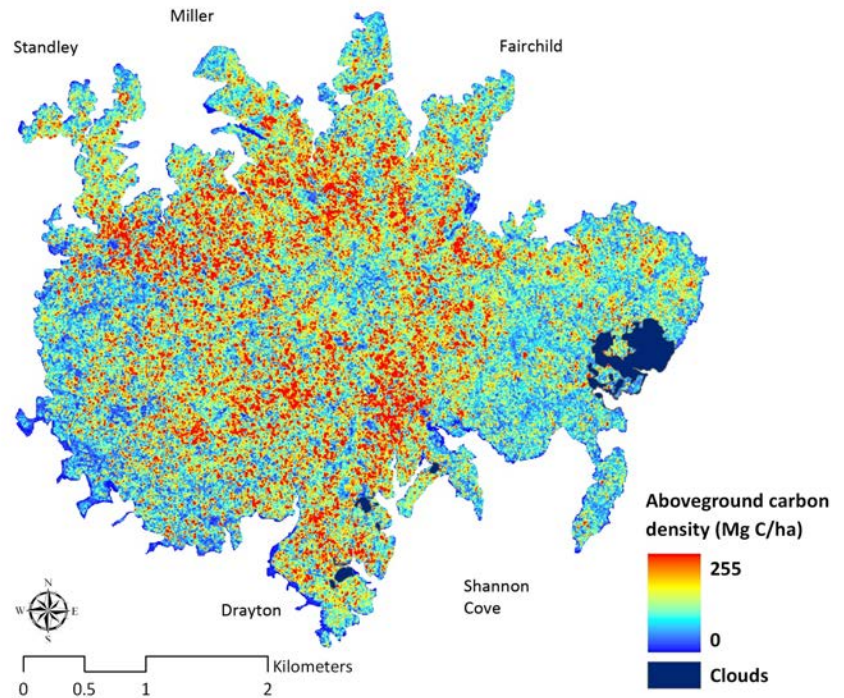 Miller
Standley
Fairchild
Aboveground carbon
density (Mg C/ha)
255
0
Clouds
Shannon
Cove
Drayton
N
W
E
S
Kilometers
0
0.5
1
2